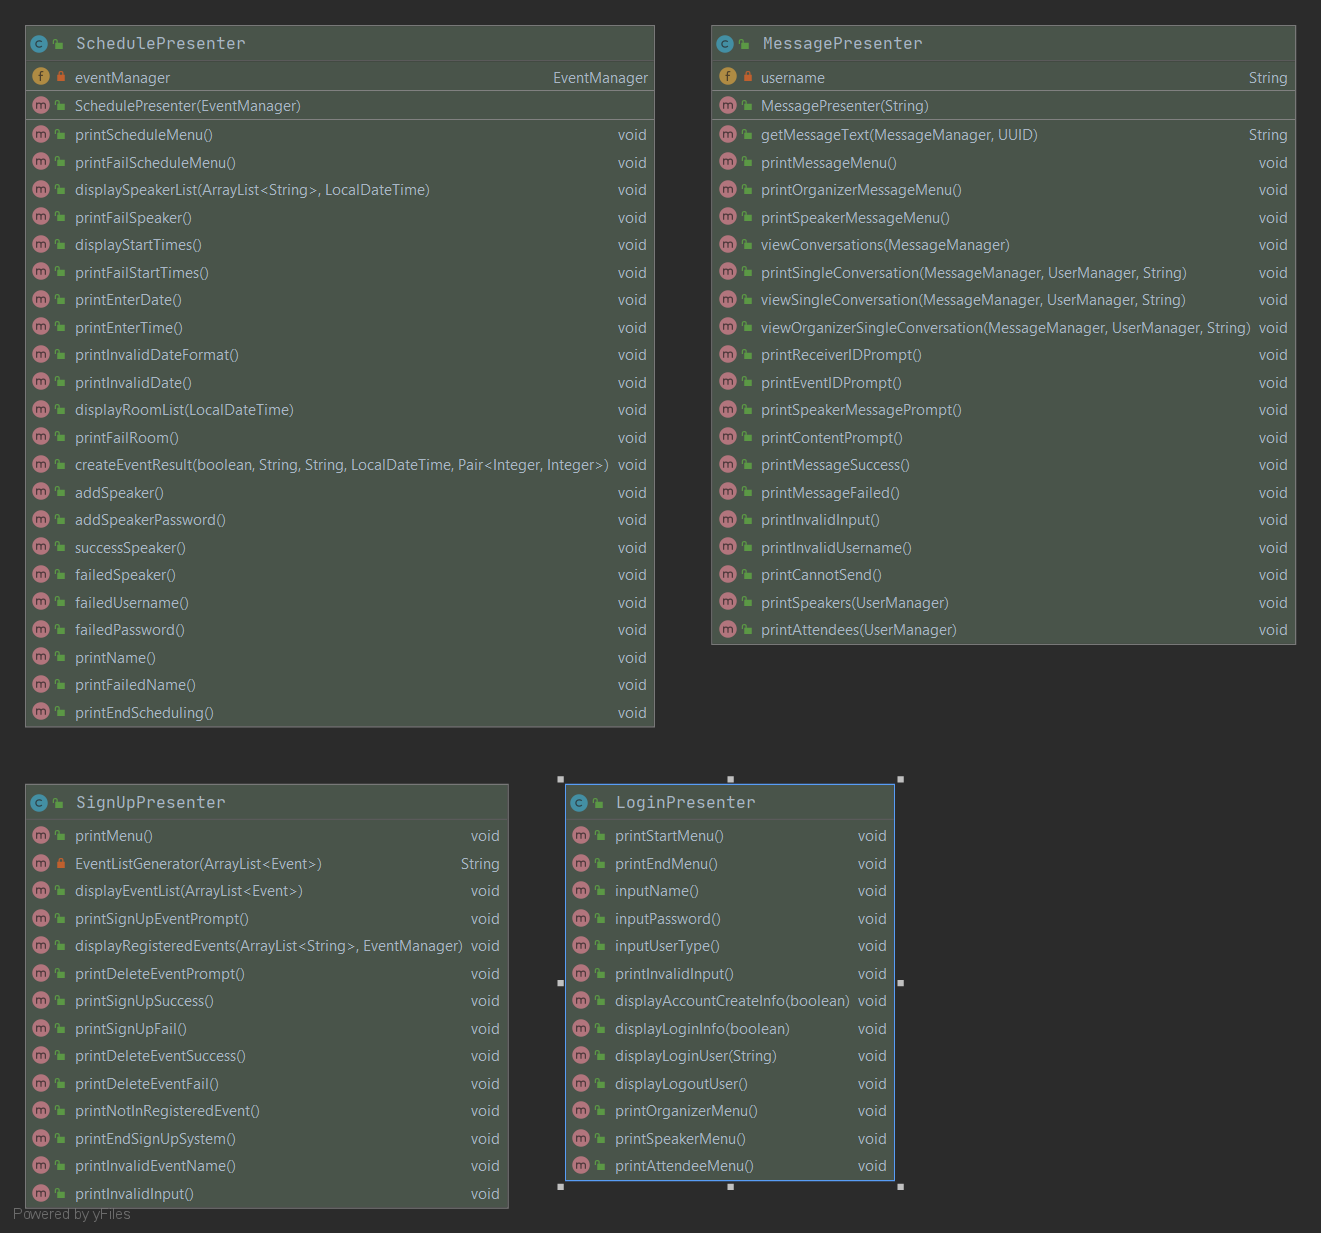 SchedulePresenter
eventManager EventManager
SchedulePresenter(EventManager)
printScheduleMenu() void
printFailScheduleMenu() void
displaySpeakerList(ArrayList<String>, LocalDateTime) void
printFailSpeaker() void
displayStartTimes() void
printFailStartTimes() void
printEnterDate() void
printEnterTime() void
printInvalidDateFormat() void
printInvalidDate() void
displayRoomList(LocalDateTime) void
printFailRoom() void
createEventResult(boolean, String, String, LocalDateTime, Pair<Integer, Integer>) void
addSpeaker() void
addSpeakerPassword() void
successSpeaker() void
failedSpeaker() void
failedUsername() void
failedPassword() void
printName() void
printFailedName() void
printEndScheduling() void
MessagePresenter
username String
MessagePresenter(String)
getMessageText(MessageManager, UUID) String
printMessageMenu() void
printOrganizerMessageMenu() void
printSpeakerMessageMenu() void
viewConversations(MessageManager) void
printSingleConversation(MessageManager, UserManager, String) void
viewSingleConversation(MessageManager, UserManager, String) void
viewOrganizerSingleConversation(MessageManager, UserManager, String) void
printReceiverIDPrompt() void
printEventIDPrompt() void
printSpeakerMessagePrompt() void
printContentPrompt() void
printMessageSuccess() void
printMessageFailed() void
printInvalidInput() void
printInvalidUsername() void
printCannotSend() void
printSpeakers(UserManager) void
printAttendees(UserManager) void
SignUpPresenter
printMenu() void
EventListGenerator(ArrayList<Event>) String
displayEventList(ArrayList<Event>) void
printSignUpEventPrompt() void
displayRegisteredEvents(ArrayList<String>, EventManager) void
printDeleteEventPrompt() void
printSignUpSuccess() void
printSignUpFail() void
printDeleteEventSuccess() void
printDeleteEventFail() void
printNotInRegisteredEvent() void
printEndSignUpSystem() void
printInvalidEventName() void
printInvalidInput() void
LoginPresenter
printStartMenu() void
printEndMenu() void
inputName() void
inputPassword() void
inputUserType() void
printInvalidInput() void
displayAccountCreateInfo(boolean) void
displayLoginInfo(boolean) void
displayLoginUser(String) void
displayLogoutUser() void
printOrganizerMenu() void
printSpeakerMenu() void
printAttendeeMenu() void
Powered by yFiles